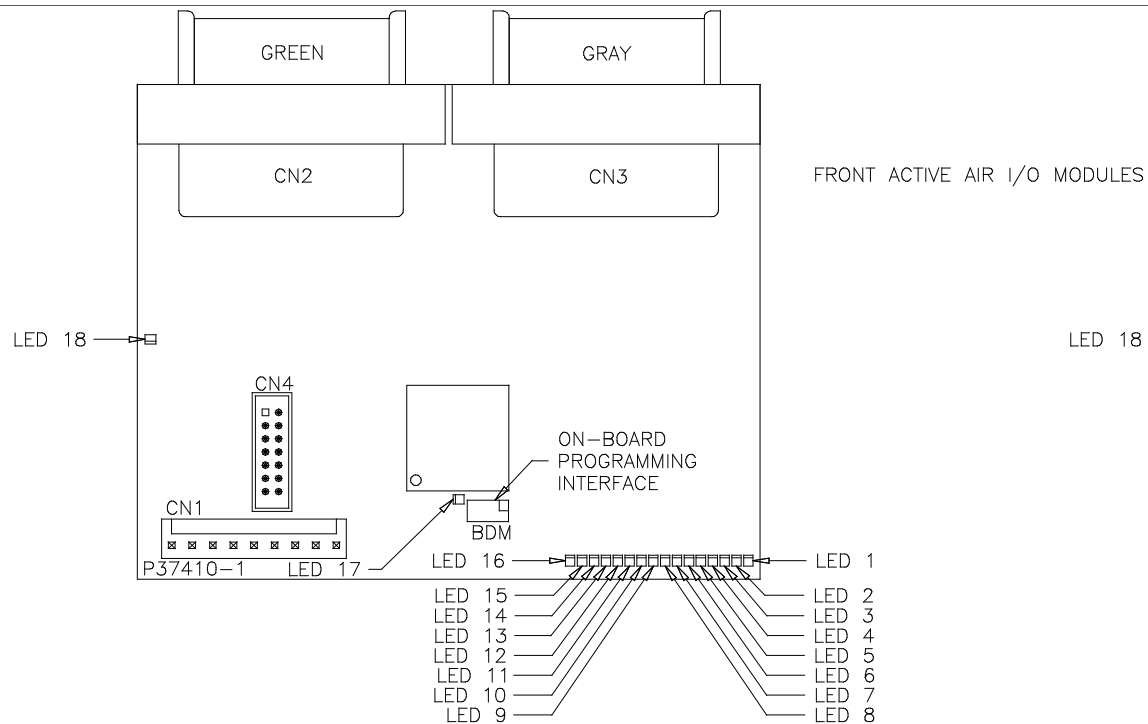 GREEN
GRAY
CN2
CN3
FRONT ACTIVE AIR I/O MODULES
LED 18
LED 18
CN4
ON-BOARD
PROGRAMMING
INTERFACE
CN1
BDM
P37410-1
LED 17
LED 16
LED 1
LED 15
LED 14
LED 13
LED 12
LED 11
LED 10
LED 9
LED 2
LED 3
LED 4
LED 5
LED 6
LED 7
LED 8